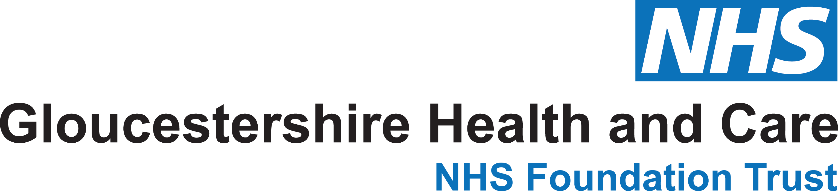 NHS
Gloucestershire Health and Care
NHS Foundation Trust